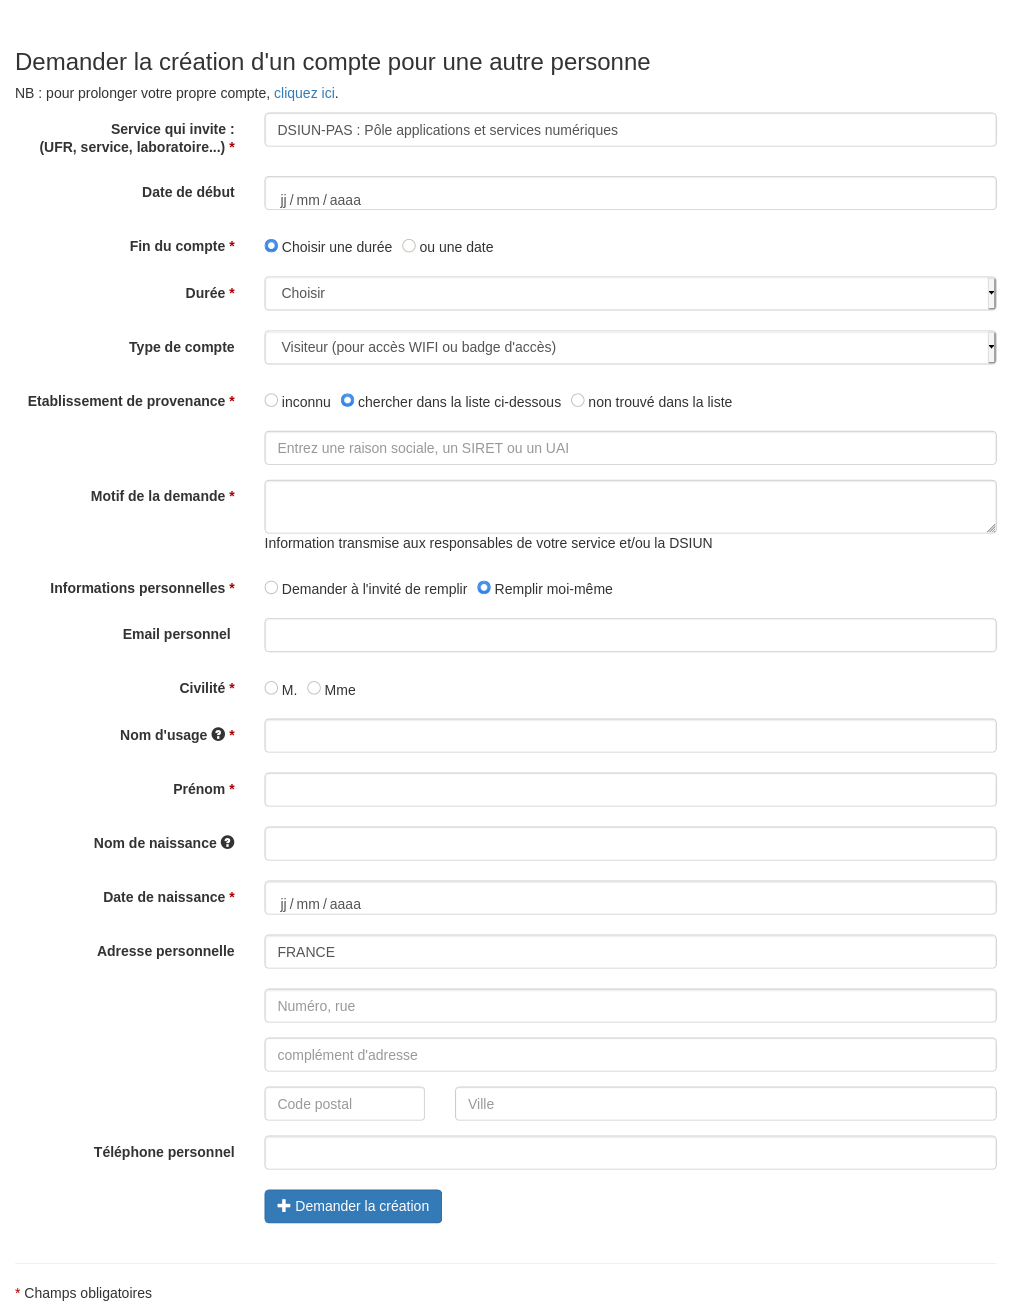 Demander la création d'un compte pour une autre personne
NB : pour prolonger votre propre compte, cliquez ici.
Service qui invite :
(UFR, service, laboratoire...) *
DSIUN-PAS : Pôle applications et services numériques
Date de début
jj / mm / aaaa
Fin du compte *
Choisir une durée
ou une date
Durée *
Choisir
Type de compte
Visiteur (pour accès WIFI ou badge d'accès)
Etablissement de provenance *
inconnu
chercher dans la liste ci-dessous
non trouvé dans la liste
Entrez une raison sociale, un SIRET ou un UAI
Motif de la demande *
Information transmise aux responsables de votre service et/ou la DSIUN
Informations personnelles *
Demander à l'invité de remplir
Remplir moi-même
Email personnel
Civilité *
M.
Mme
Nom d'usage ? *
Prénom *
Nom de naissance ?
Date de naissance *
jj / mm / aaaa
Adresse personnelle
FRANCE
Numéro, rue
complément d'adresse
Code postal
Ville
Téléphone personnel
Demander la création
* Champs obligatoires